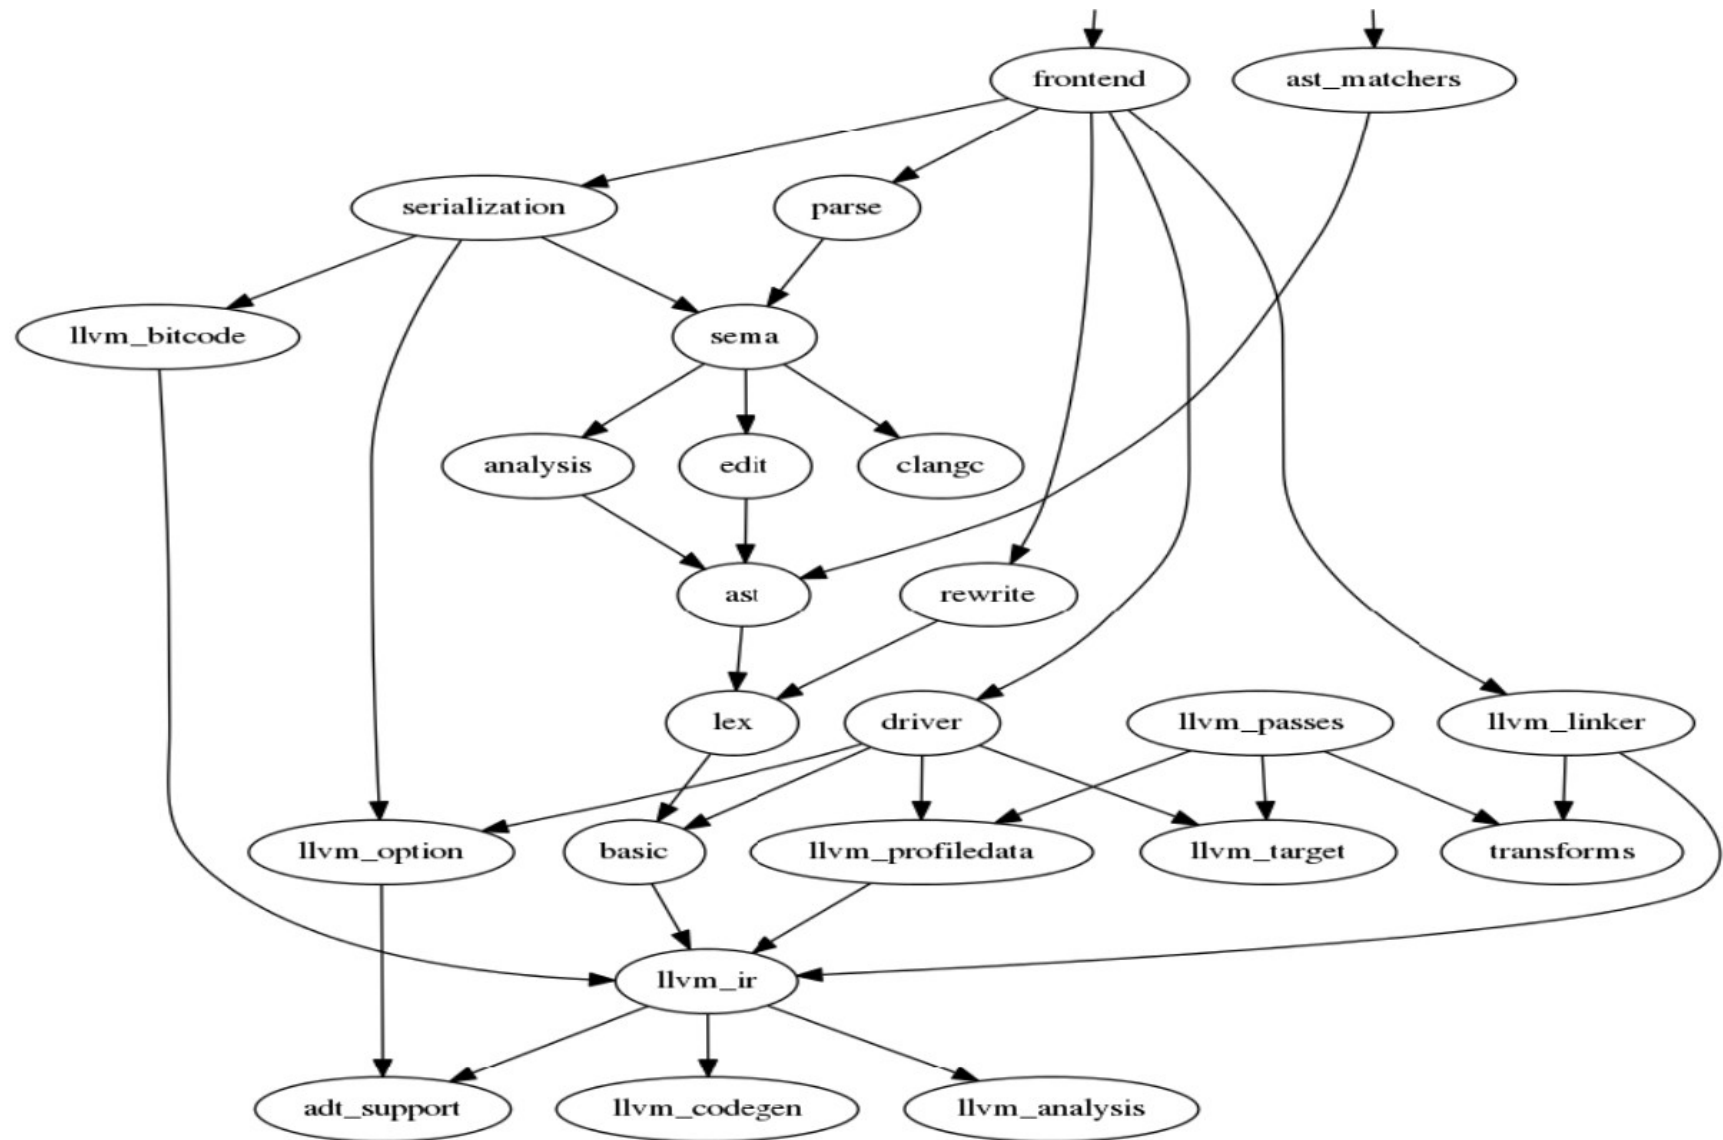 frontend
ast_matchers
serialization
parse
llvm_bitcode
sema
analysis
edit
clangc
ast
rewrite
lex
driver
llvm_passes
llvm_linker
llvm_option
basic
llvm_profiledata
llvm_target
transforms
llvm_ir
adt_support
llvm_codegen
llvm_analysis